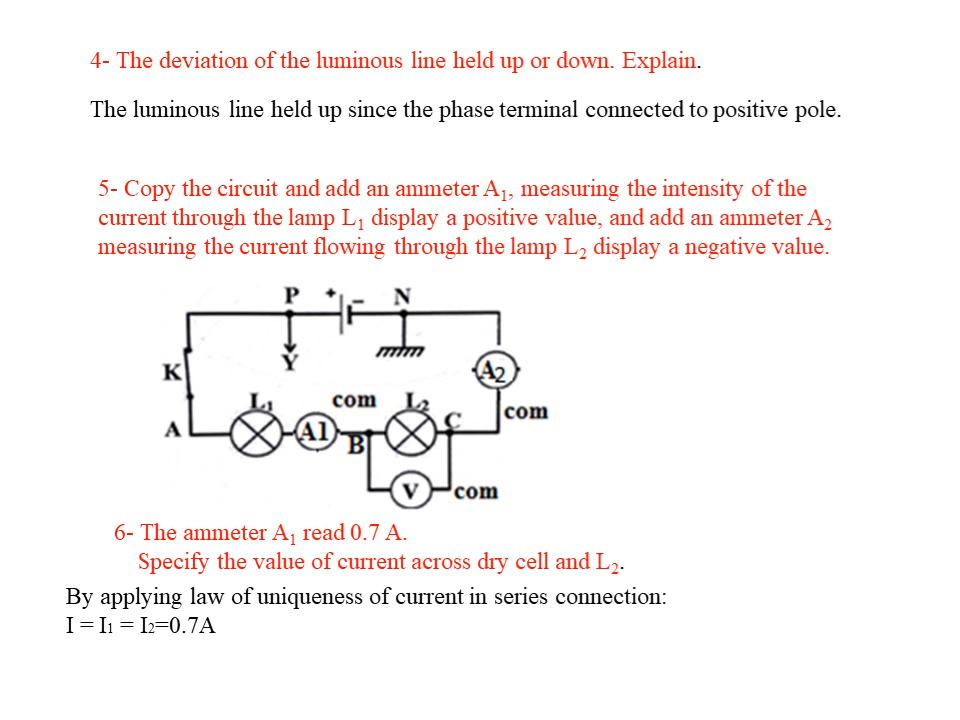 4- The deviation of the luminous line held up or down. Explain.
The luminous line held up since the phase terminal connected to positive pole.
5- Copy the circuit and add an ammeter A₁, measuring the intensity of the
current through the lamp L₁ display a positive value, and add an ammeter A₂
measuring the current flowing through the lamp L₂ display a negative value.
P + - N
Y
K
A2
L1 com L2
com
C
A
A1
B
V com
6- The ammeter A₁ read 0.7 A.
Specify the value of current across dry cell and L₂.
By applying law of uniqueness of current in series connection:
I = I₁ = I₂=0.7A